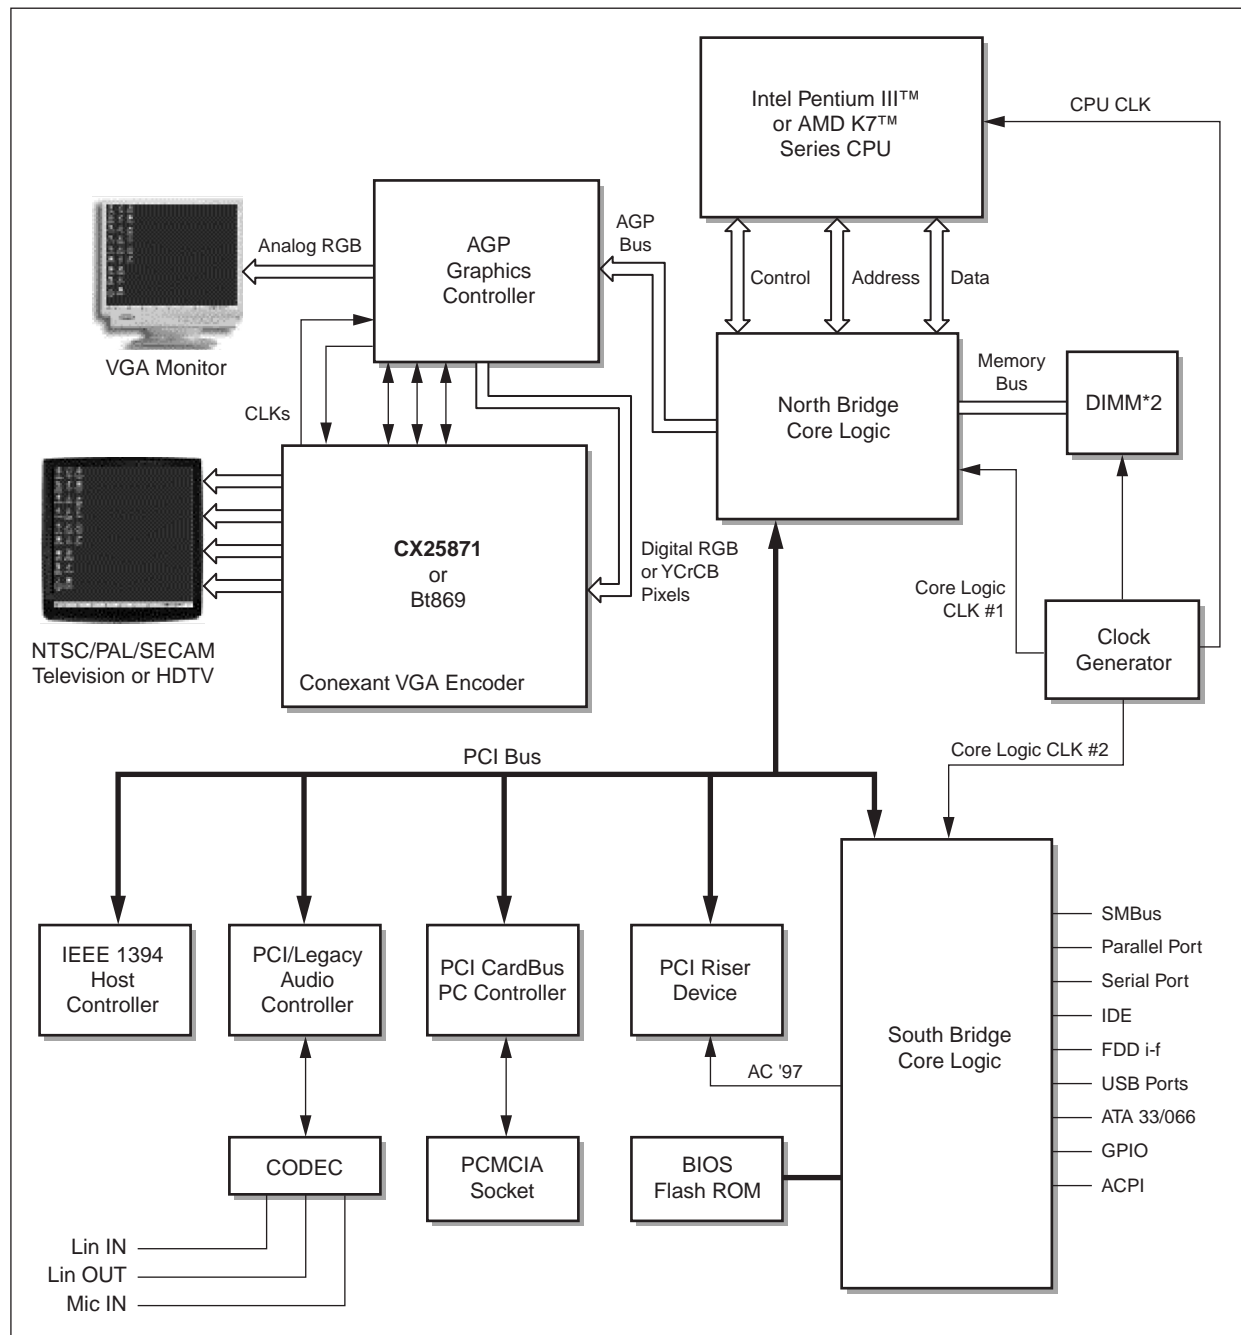 Intel Pentium III™
or AMD K7™
Series CPU
CPU CLK
AGP
Graphics
Controller
AGP
Bus
Analog RGB
Control
Address
Data
VGA Monitor
CLKs
North Bridge
Core Logic
Memory
Bus
DIMM*2
CX25871
or
Bt869
Conexant VGA Encoder
Digital RGB
or YCrCB
Pixels
NTSC/PAL/SECAM
Television or HDTV
Core Logic
CLK #1
Clock
Generator
Core Logic CLK #2
PCI Bus
IEEE 1394
Host
Controller
PCI/Legacy
Audio
Controller
PCI CardBus
PC Controller
PCI Riser
Device
AC '97
South Bridge
Core Logic
SMBus
Parallel Port
Serial Port
IDE
FDD i-f
USB Ports
ATA 33/066
GPIO
ACPI
CODEC
PCMCIA
Socket
BIOS
Flash ROM
Lin IN
Lin OUT
Mic IN